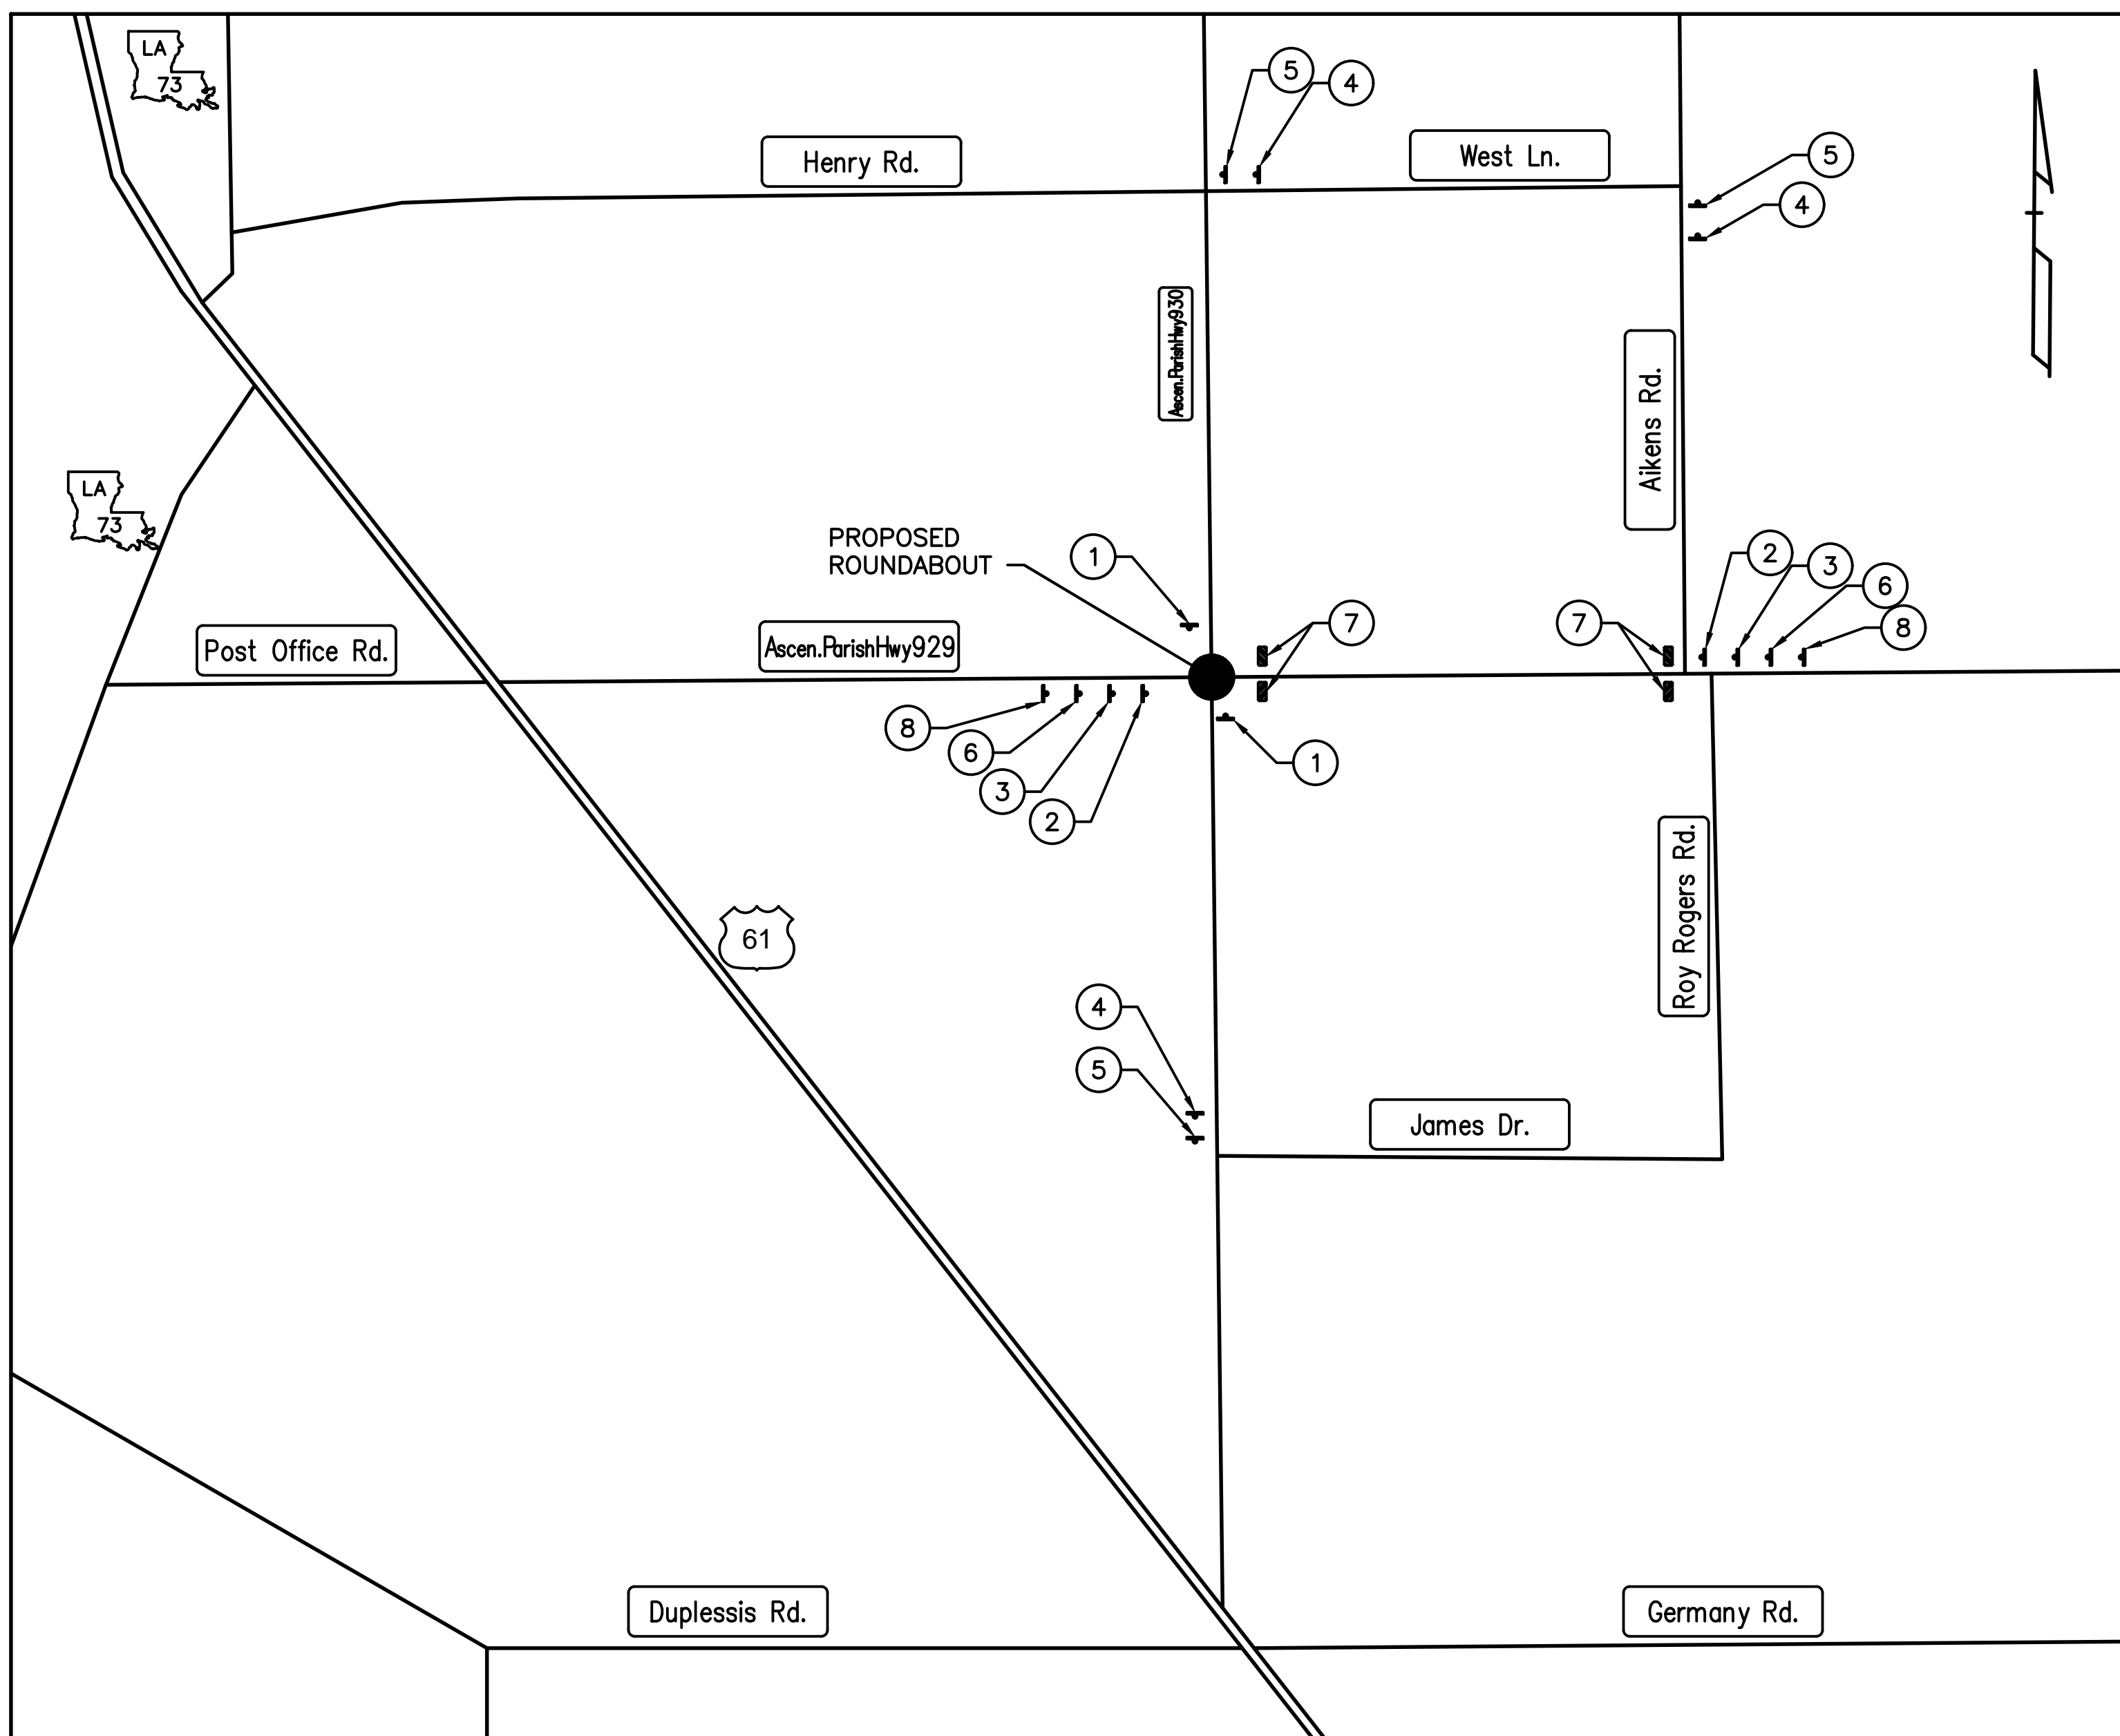 LA
73
5
4
Henry Rd.
West Ln.
5
4
Ascen.ParishHwy930
Aikens Rd.
LA
73
PROPOSED
ROUNDABOUT
1
2
3
6
8
7
7
Post Office Rd.
Ascen.ParishHwy929
8
6
3
2
1
Roy Rogers Rd.
61
4
5
James Dr.
Duplessis Rd.
Germany Rd.